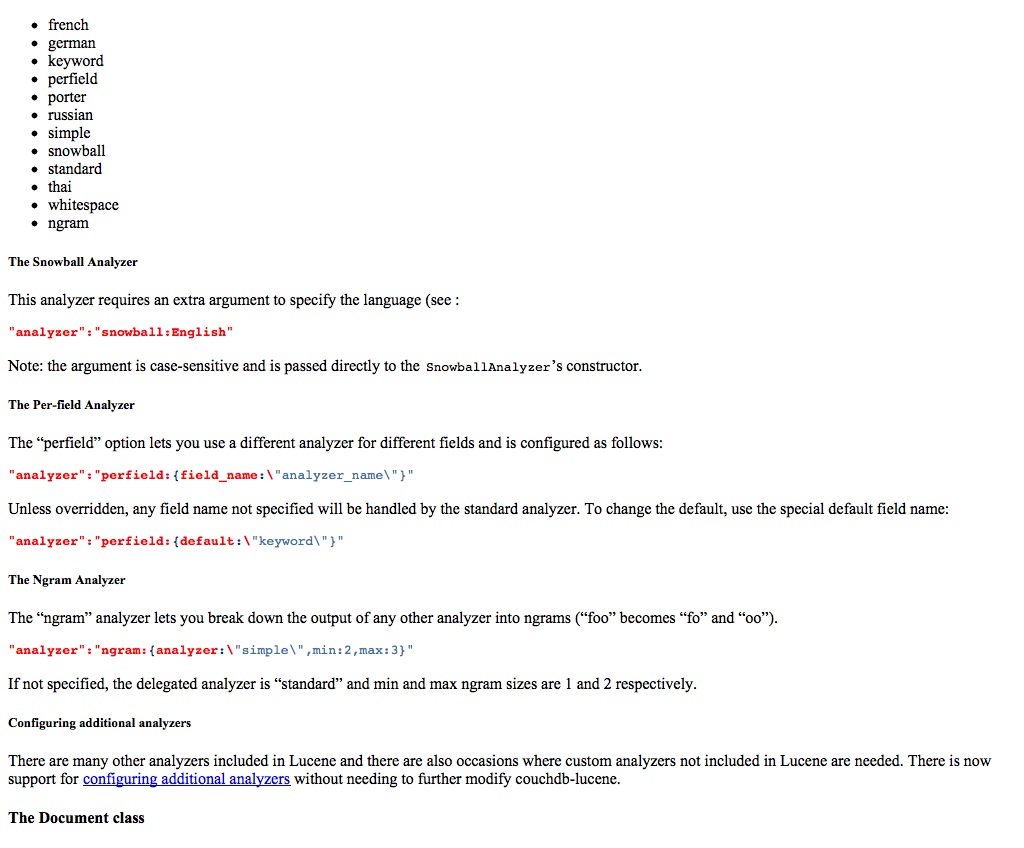 french
german
keyword
perfield
porter
russian
simple
snowball
standard
thai
whitespace
ngram
The Snowball Analyzer
This analyzer requires an extra argument to specify the language (see :
"analyzer":"snowball:English"
Note: the argument is case-sensitive and is passed directly to the SnowballAnalyzer’s constructor.
The Per-field Analyzer
The “perfield” option lets you use a different analyzer for different fields and is configured as follows:
"analyzer":"perfield:{field_name:\"analyzer_name\"}"
Unless overridden, any field name not specified will be handled by the standard analyzer. To change the default, use the special default field name:
"analyzer":"perfield:{default:\"keyword\"}"
The Ngram Analyzer
The “ngram” analyzer lets you break down the output of any other analyzer into ngrams (“foo” becomes “fo” and “oo”).
"analyzer":"ngram:{analyzer:\"simple\",min:2,max:3}"
If not specified, the delegated analyzer is “standard” and min and max ngram sizes are 1 and 2 respectively.
Configuring additional analyzers
There are many other analyzers included in Lucene and there are also occasions where custom analyzers not included in Lucene are needed. There is now
support for configuring additional analyzers without needing to further modify couchdb-lucene.
The Document class